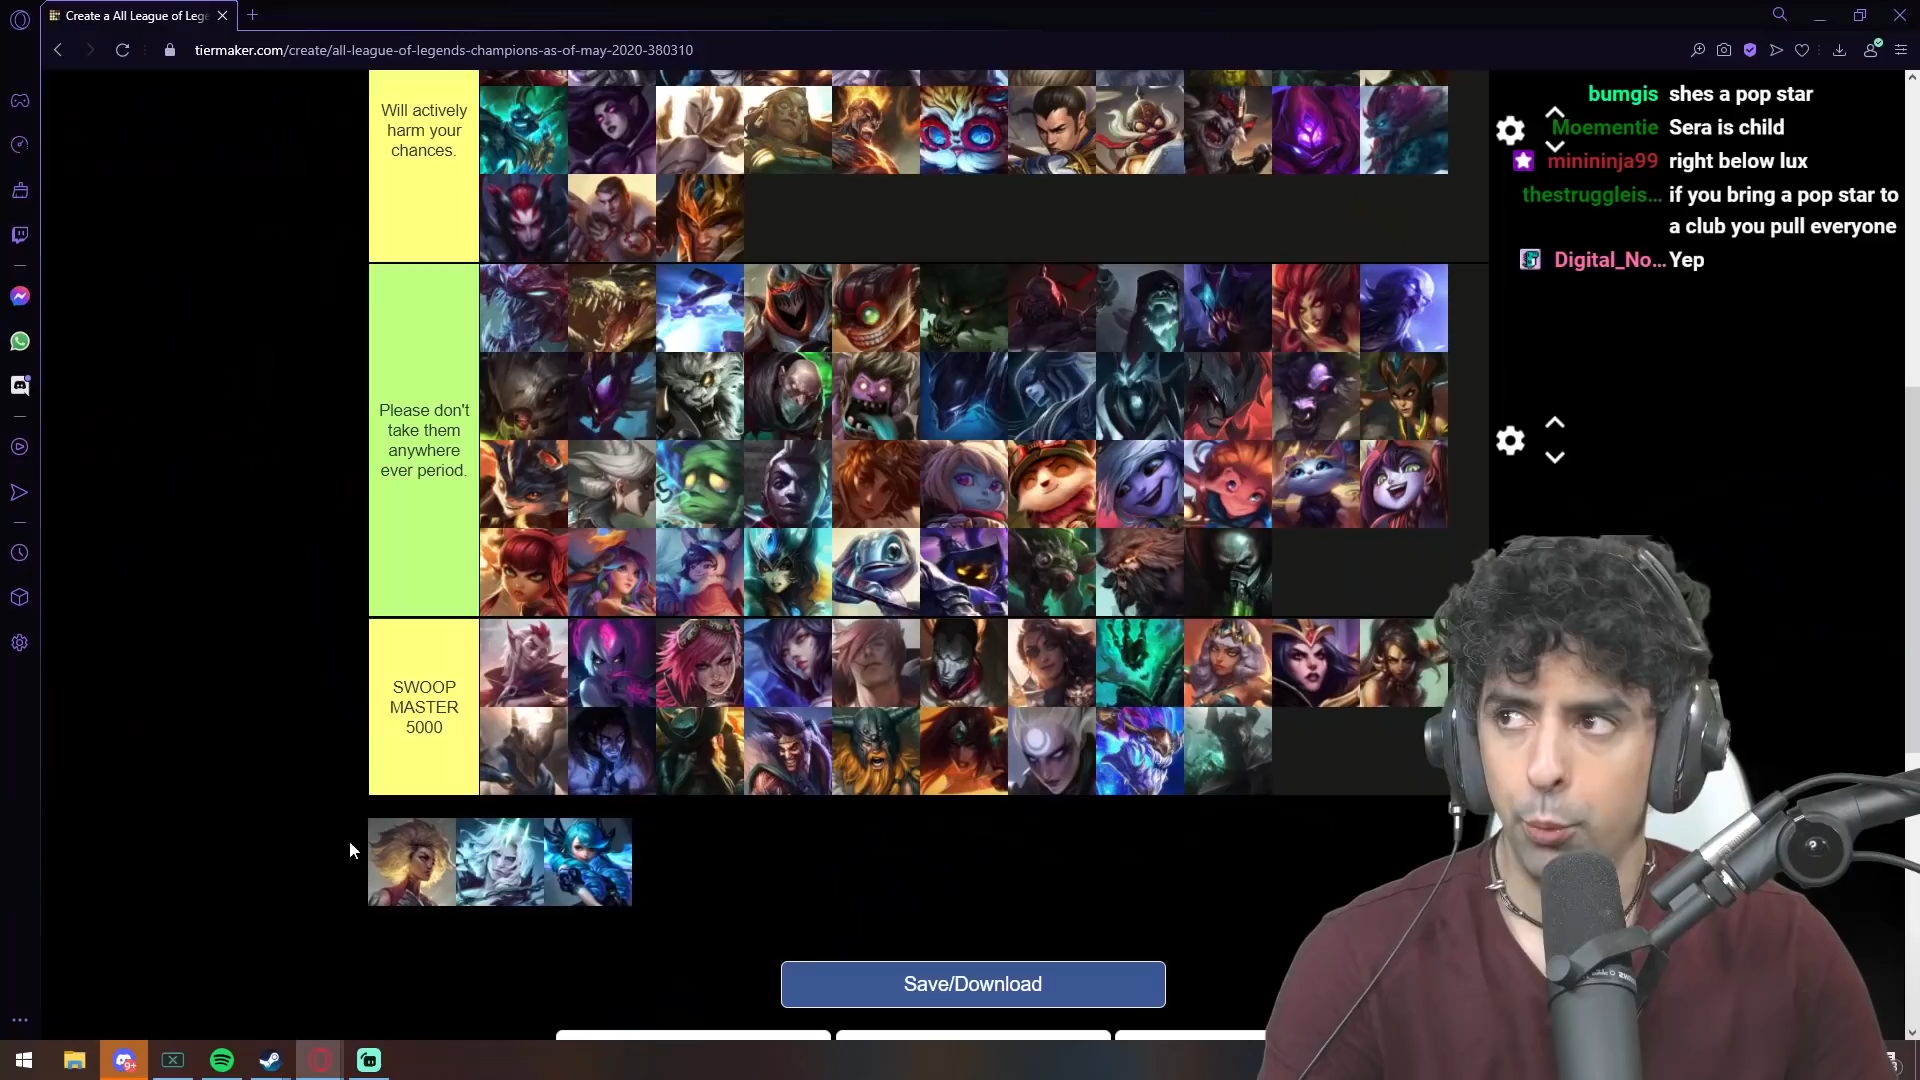 Create a All League of Lege
tiermaker.com/create/all-league-of-legends-champions-as-of-may-2020-380310
Will actively
harm your
chances.
Please don't
take them
anywhere
ever period.
SWOOP
MASTER
5000
bumgis shes a pop star
Moementie Sera is child
minininja99 right below lux
thestruggleis... if you bring a pop star to
a club you pull everyone
Digital_No... Yep
Save/Download
9+